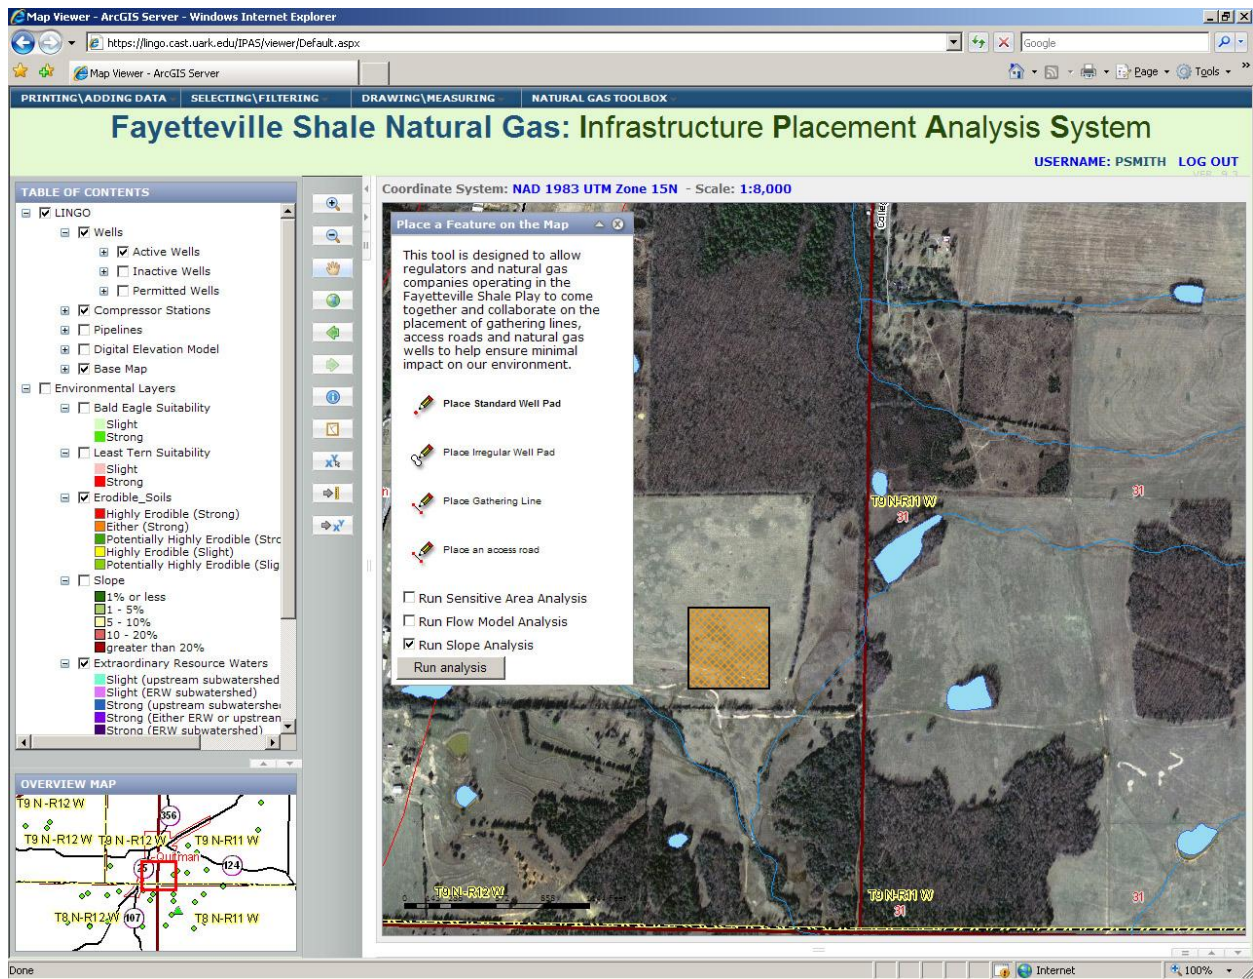 Map Viewer - ArcGIS Server - Windows Internet Explorer
https://lingo.cast.uark.edu/IPAS/viewer/Default.aspx
Google
Map Viewer - ArcGIS Server
Page
Tools
PRINTING\ADDING DATA
SELECTING\FILTERING
DRAWING\MEASURING
NATURAL GAS TOOLBOX
Fayetteville Shale Natural Gas: Infrastructure Placement Analysis System
USERNAME: PSMITH LOG OUT
VER. 9.3
TABLE OF CONTENTS
LINGO
Wells
Active Wells
Inactive Wells
Permitted Wells
Compressor Stations
Pipelines
Digital Elevation Model
Base Map
Environmental Layers
Bald Eagle Suitability
Slight
Strong
Least Tern Suitability
Slight
Strong
Erodible_Soils
Highly Erodible (Strong)
Either (Strong)
Potentially Highly Erodible (Strc
Highly Erodible (Slight)
Potentially Highly Erodible (Slig
Slope
1% or less
1 - 5%
5 - 10%
10 - 20%
greater than 20%
Extraordinary Resource Waters
Slight (upstream subwatershed
Slight (ERW subwatershed)
Strong (upstream subwatershe
Strong (Either ERW or upstrean
Strong (ERW subwatershed)
OVERVIEW MAP
T9 N -R12 W
T9 N -R12 W
T9 N-R12 W
T9 N-R11 W
356
Quitman
25
124
T8 N-R12 W
107
T8 N-R11 W
Coordinate System: NAD 1983 UTM Zone 15N - Scale: 1:8,000
Place a Feature on the Map
This tool is designed to allow
regulators and natural gas
companies operating in the
Fayetteville Shale Play to come
together and collaborate on the
placement of gathering lines,
access roads and natural gas
wells to help ensure minimal
impact on our environment.
Place Standard Well Pad
Place Irregular Well Pad
Place Gathering Line
Place an access road
Run Sensitive Area Analysis
Run Flow Model Analysis
Run Slope Analysis
Run analysis
T9 N-R11 W
31
31
T9 N-R12 W
T9 N-R11 W
31
31
Done
Internet
100%